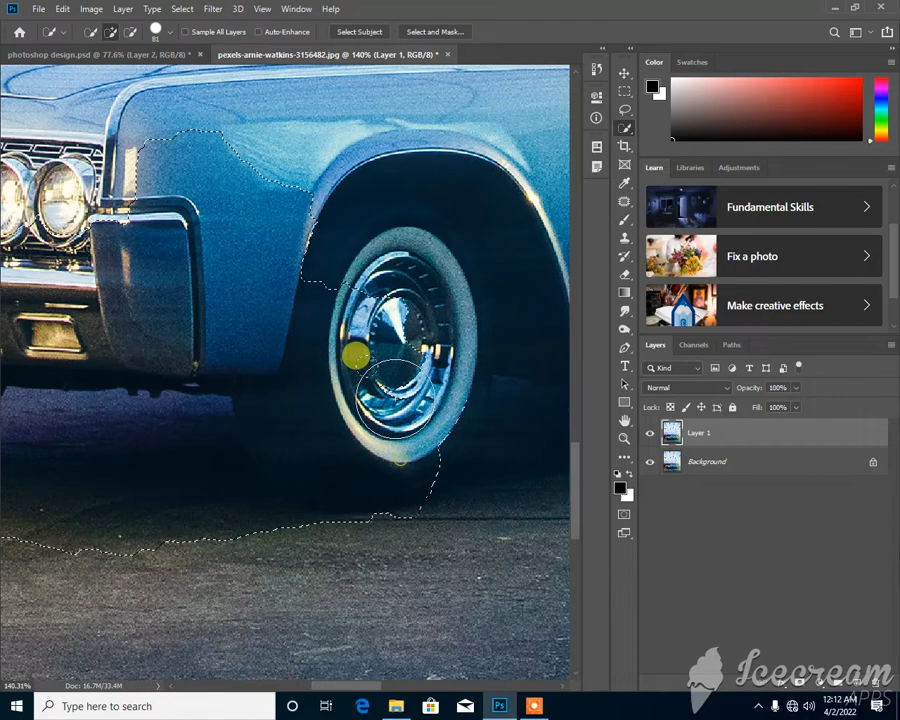 Ps File Edit Image Layer Type Select Filter 3D View Window Help
81 Sample All Layers Auto-Enhance Select Subject Select and Mask...
photoshop design.psd @ 77.6% (Layer 2, RGB/8) * × pexels-arnie-watkins-3156482.jpg @ 140% (Layer 1, RGB/8) * ×
Color Swatches
Learn Libraries Adjustments
Fundamental Skills
Fix a photo
Make creative effects
Layers Channels Paths
Kind
Normal Opacity: 100%
Lock: Fill: 100%
Layer 1
Background
140.31% Doc: 16.7M/33.4M
Icecream
APPS
Type here to search
Ps
12:12 AM
4/2/2022